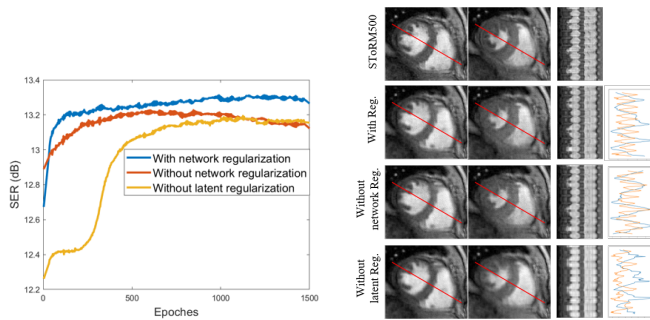 13.4
13.2
13
12.8
12.6
12.4
12.2
SER (dB)
0
500
1000
1500
Epoches
With network regularization
Without network regularization
Without latent regularization
SToRM500
With Reg.
Without
network Reg.
Without
latent Reg.